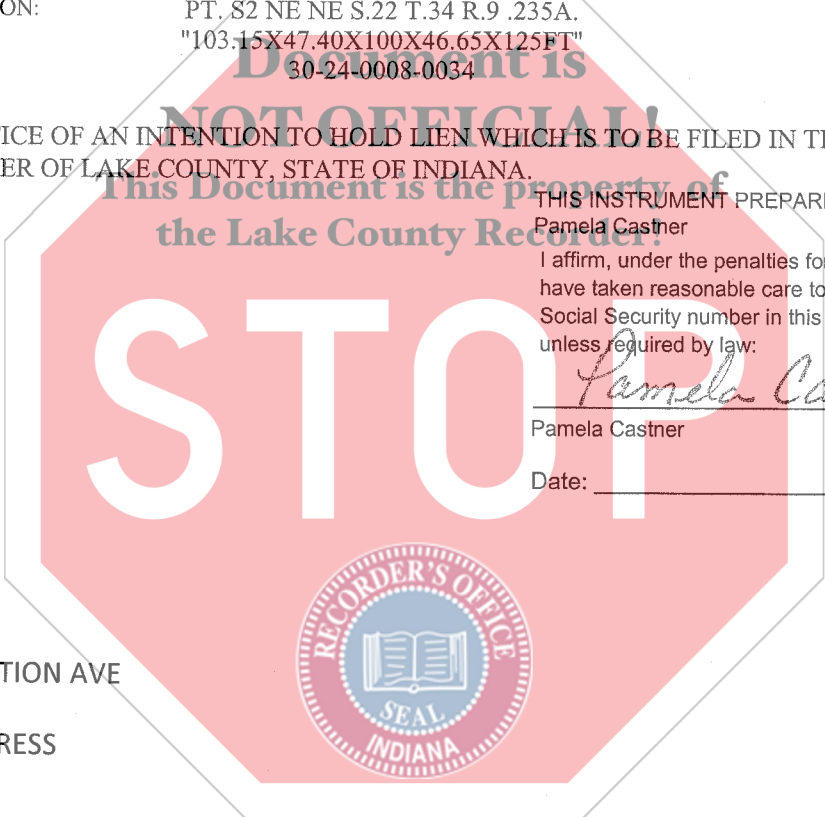 ON: PT. S2 NE NE S.22 T.34 R.9 .235A.
"103.15X47.40X100X46.65X125FT"
Document is
30-24-0008-0034
NOT OFFICIAL!
ICE OF AN INTENTION TO HOLD LIEN WHICH IS TO BE FILED IN TH
ER OF LAKE COUNTY, STATE OF INDIANA.
This Document is the property of
the Lake County Recorder!
THIS INSTRUMENT PREPAR
Pamela Castner
I affirm, under the penalties fo
have taken reasonable care to
Social Security number in this
unless required by law:
Pamela Ca
Pamela Castner
Date:
STOP
RECORDER'S OFFICE
SEAL
INDIANA
TION AVE
RESS